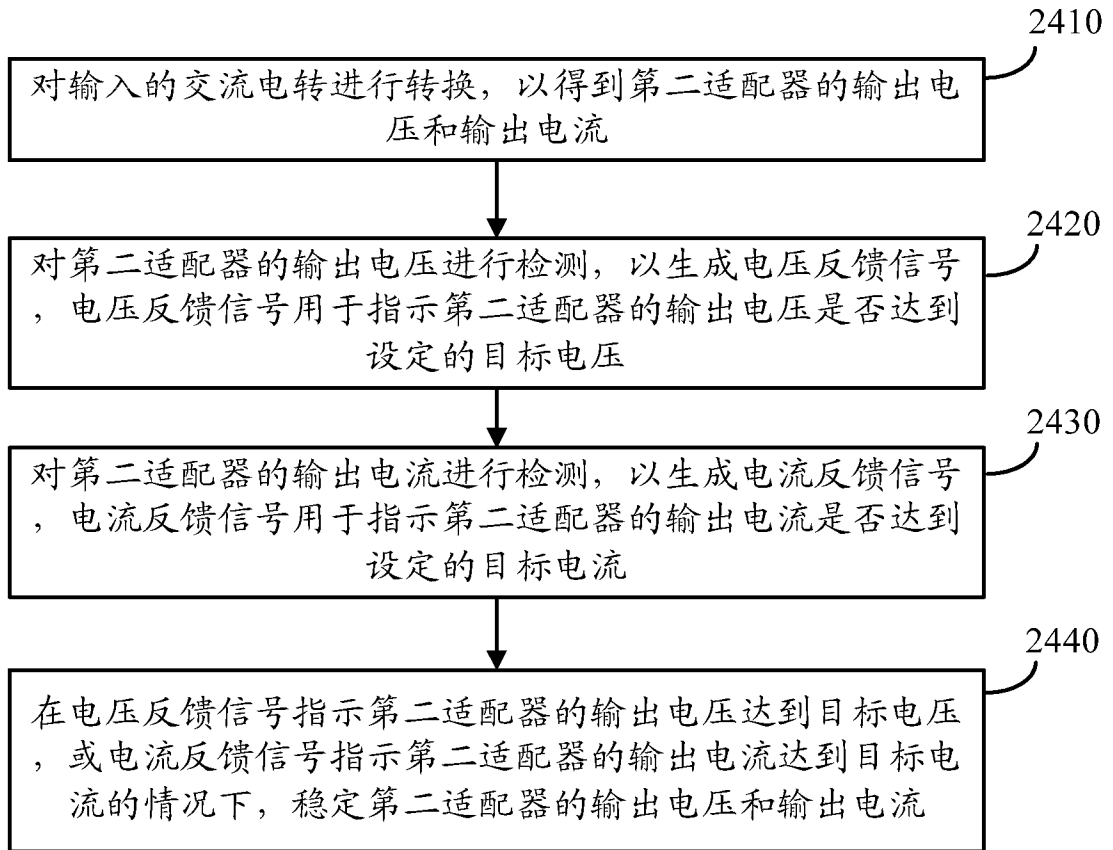 2410
对输入的交流电转进行转换，以得到第二适配器的输出电
压和输出电流
2420
对第二适配器的输出电压进行检测，以生成电压反馈信号
，电压反馈信号用于指示第二适配器的输出电压是否达到
设定的目标电压
2430
对第二适配器的输出电流进行检测，以生成电流反馈信号
，电流反馈信号用于指示第二适配器的输出电流是否达到
设定的目标电流
2440
在电压反馈信号指示第二适配器的输出电压达到目标电压
，或电流反馈信号指示第二适配器的输出电流达到目标电
流的情况下，稳定第二适配器的输出电压和输出电流